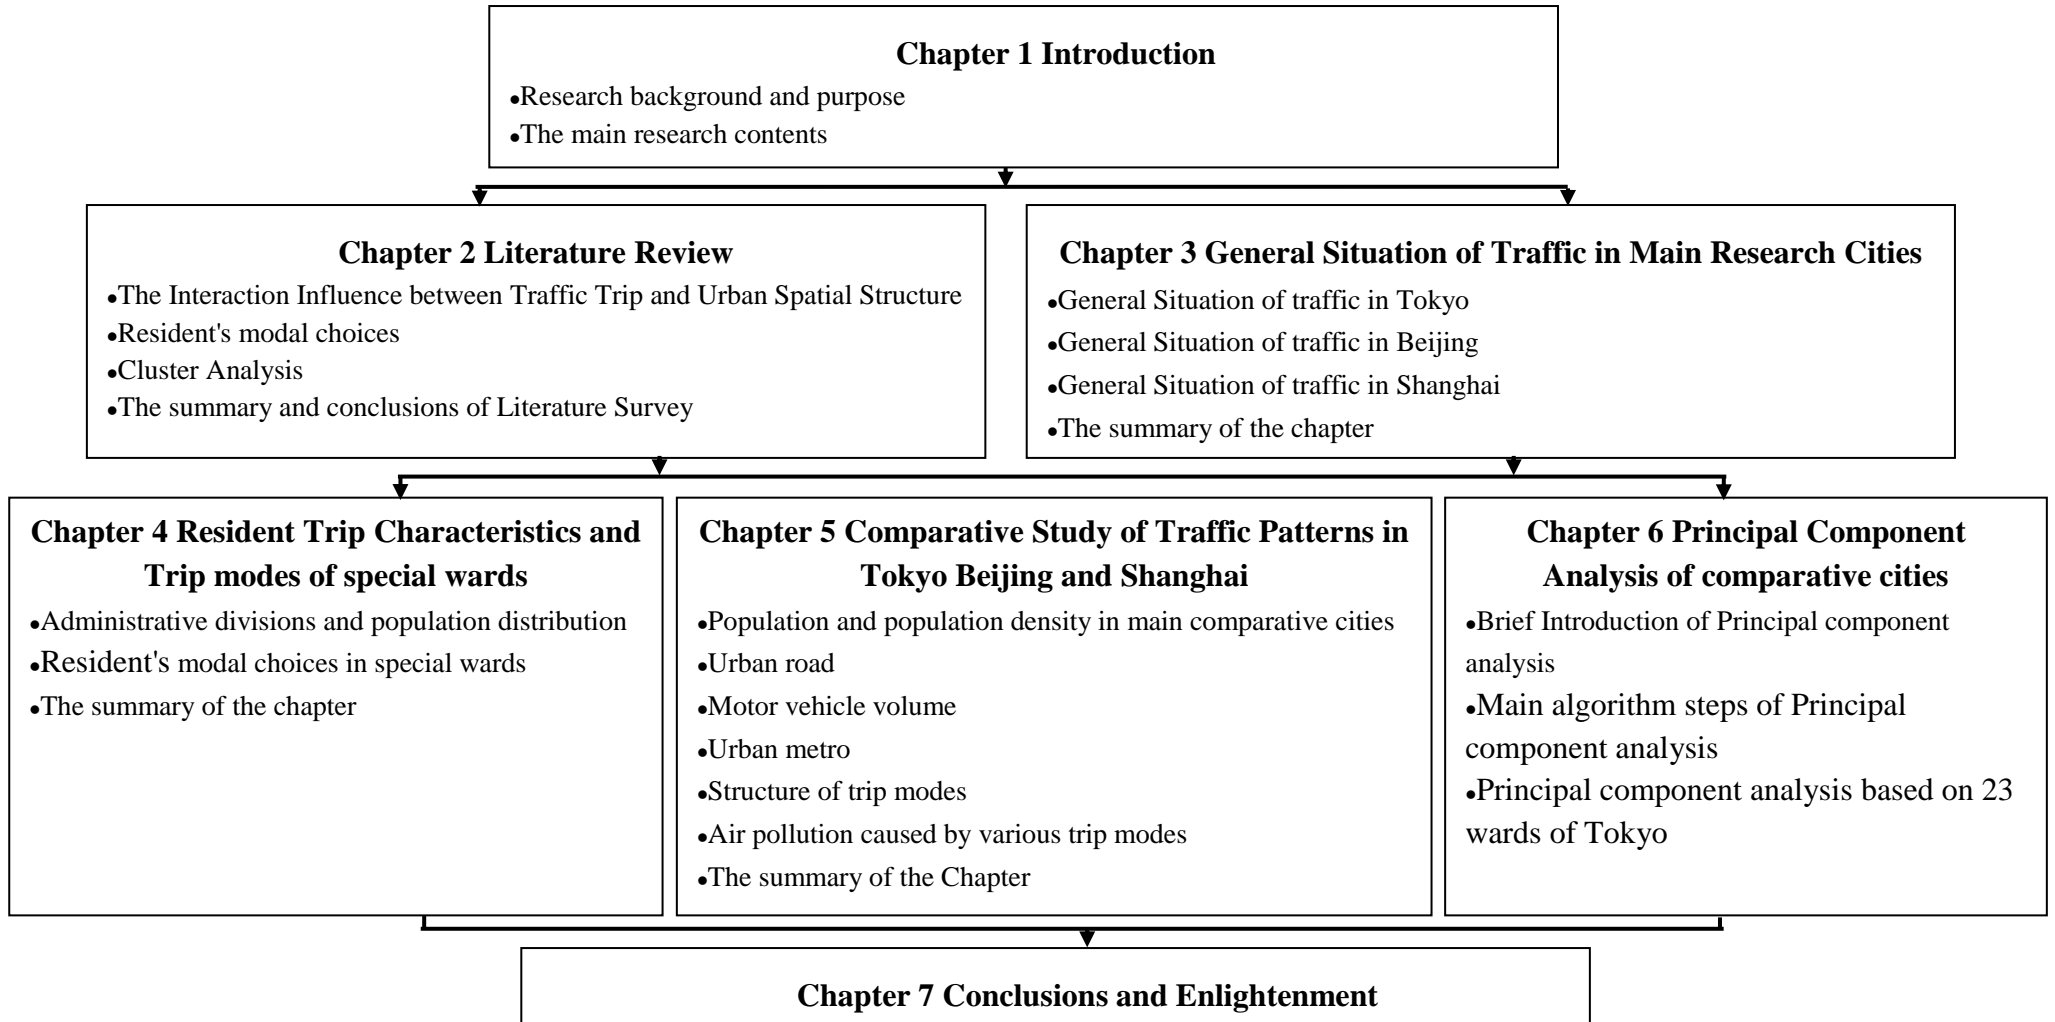 Chapter 1 Introduction
•Research background and purpose
•The main research contents
Chapter 2 Literature Review
•The Interaction Influence between Traffic Trip and Urban Spatial Structure
•Resident's modal choices
•Cluster Analysis
•The summary and conclusions of Literature Survey
Chapter 3 General Situation of Traffic in Main Research Cities
•General Situation of traffic in Tokyo
•General Situation of traffic in Beijing
•General Situation of traffic in Shanghai
•The summary of the chapter
Chapter 4 Resident Trip Characteristics and
Trip modes of special wards
•Administrative divisions and population distribution
•Resident's modal choices in special wards
•The summary of the chapter
Chapter 5 Comparative Study of Traffic Patterns in
Tokyo Beijing and Shanghai
•Population and population density in main comparative cities
•Urban road
•Motor vehicle volume
•Urban metro
•Structure of trip modes
•Air pollution caused by various trip modes
•The summary of the Chapter
Chapter 6 Principal Component
Analysis of comparative cities
•Brief Introduction of Principal component
analysis
•Main algorithm steps of Principal
component analysis
•Principal component analysis based on 23
wards of Tokyo
Chapter 7 Conclusions and Enlightenment